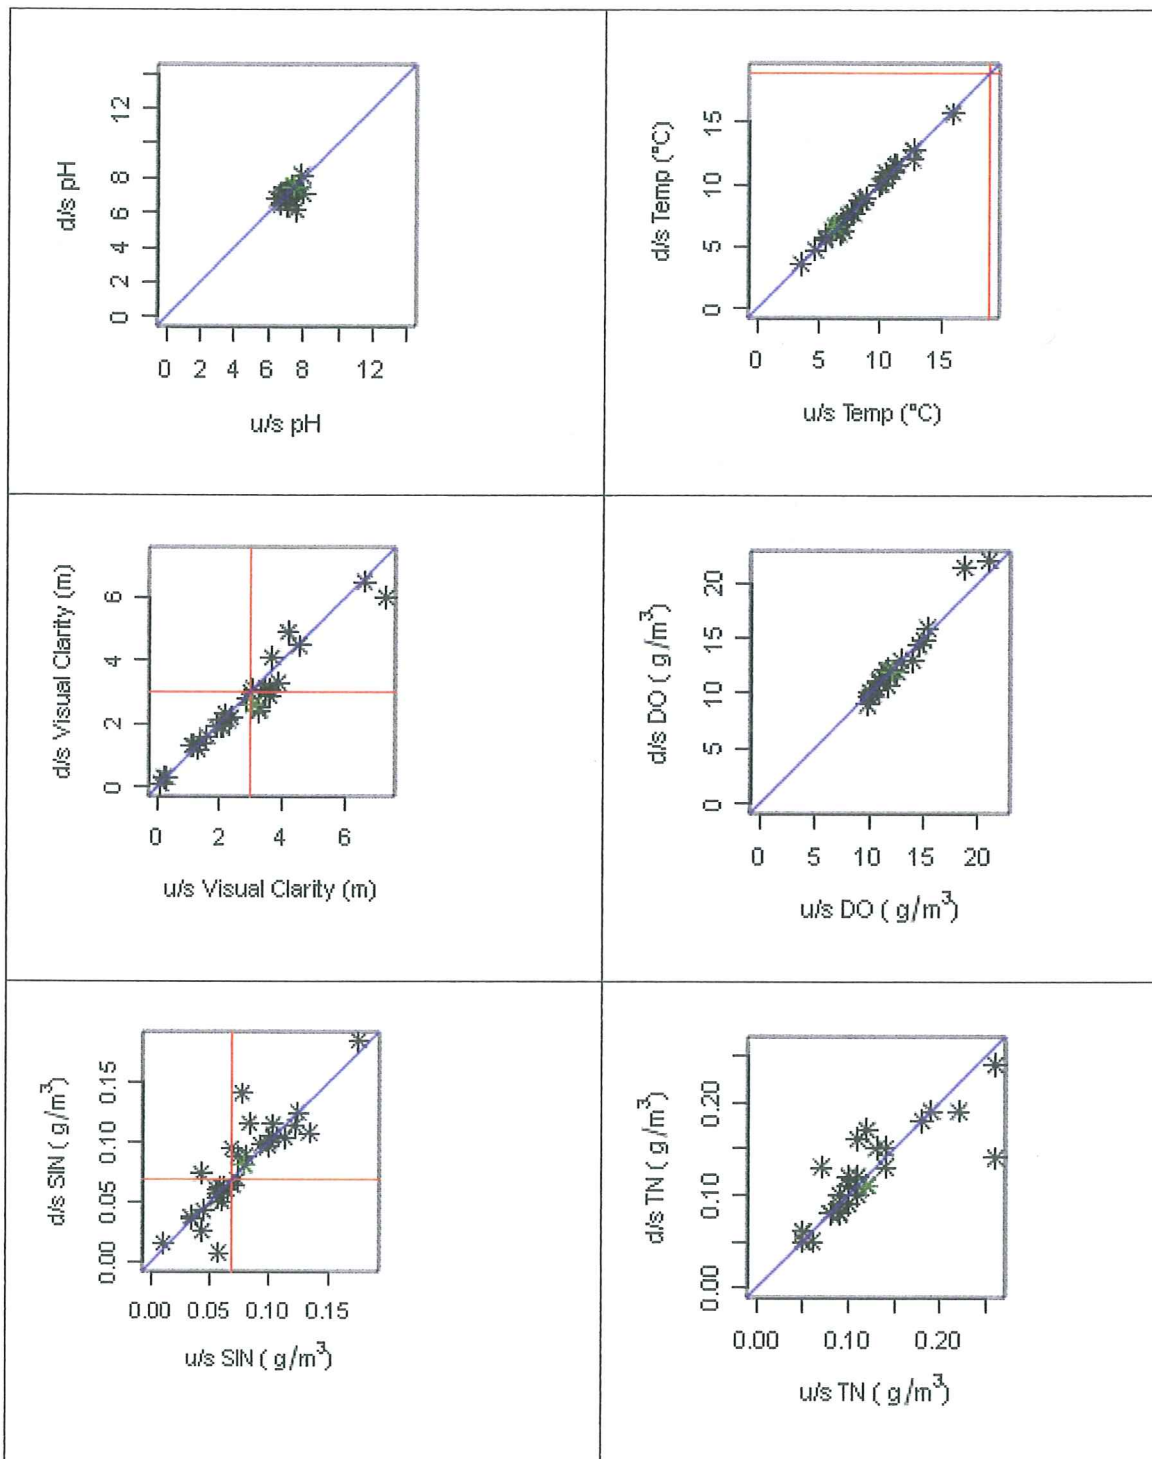 d/s pH
0 2 4 6 8 12
0 2 4 6 8 12
u/s pH
d/s Temp (°C)
0 5 10 15
0 5 10 15
u/s Temp (°C)
d/s Visual Clarity (m)
0 2 4 6
0 2 4 6
u/s Visual Clarity (m)
d/s DO ( g/m³)
0 5 10 15 20
0 5 10 15 20
u/s DO ( g/m³)
d/s SIN ( g/m³)
0.00 0.05 0.10 0.15
0.00 0.05 0.10 0.15
u/s SIN ( g/m³)
d/s TN ( g/m³)
0.00 0.10 0.20
0.00 0.10 0.20
u/s TN ( g/m³)